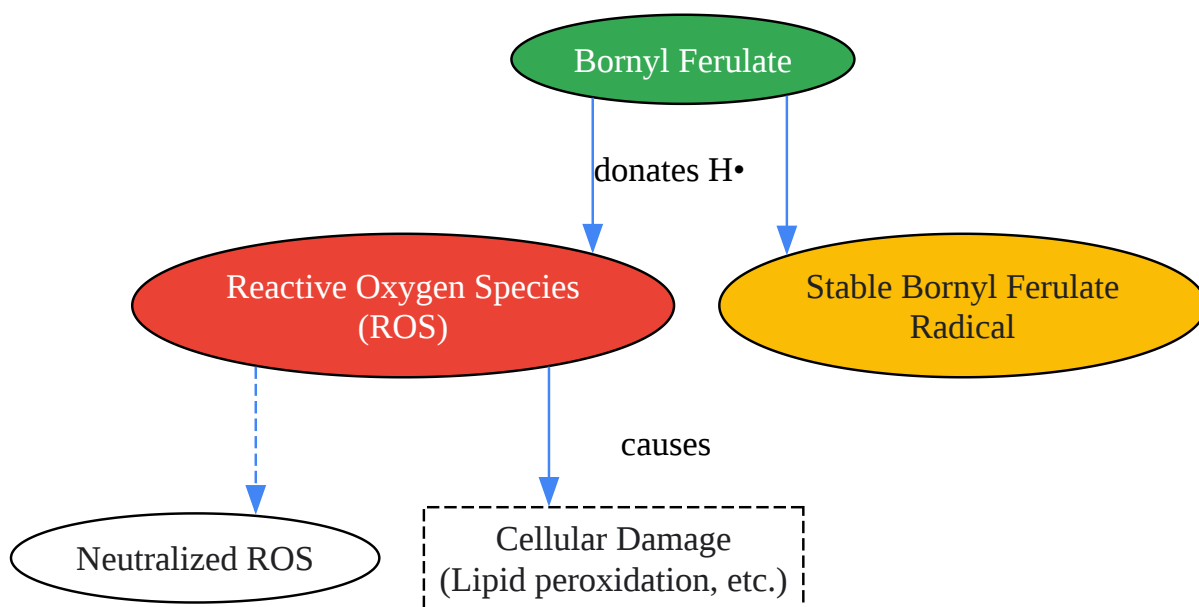 Bornyl Ferulate
donates H•
Reactive Oxygen Species
(ROS)
Stable Bornyl Ferulate
Radical
causes
Neutralized ROS
Cellular Damage
(Lipid peroxidation, etc.)